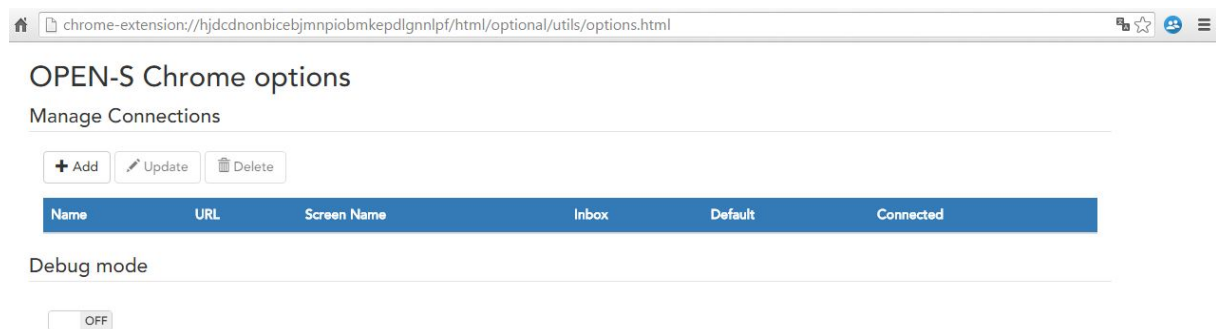 chrome-extension://hjdcdnonbicebjmnpiobmkepdlgnnlpf/html/optional/utils/options.html
OPEN-S Chrome options
Manage Connections
Add Update Delete
Name URL Screen Name Inbox Default Connected
Debug mode
OFF